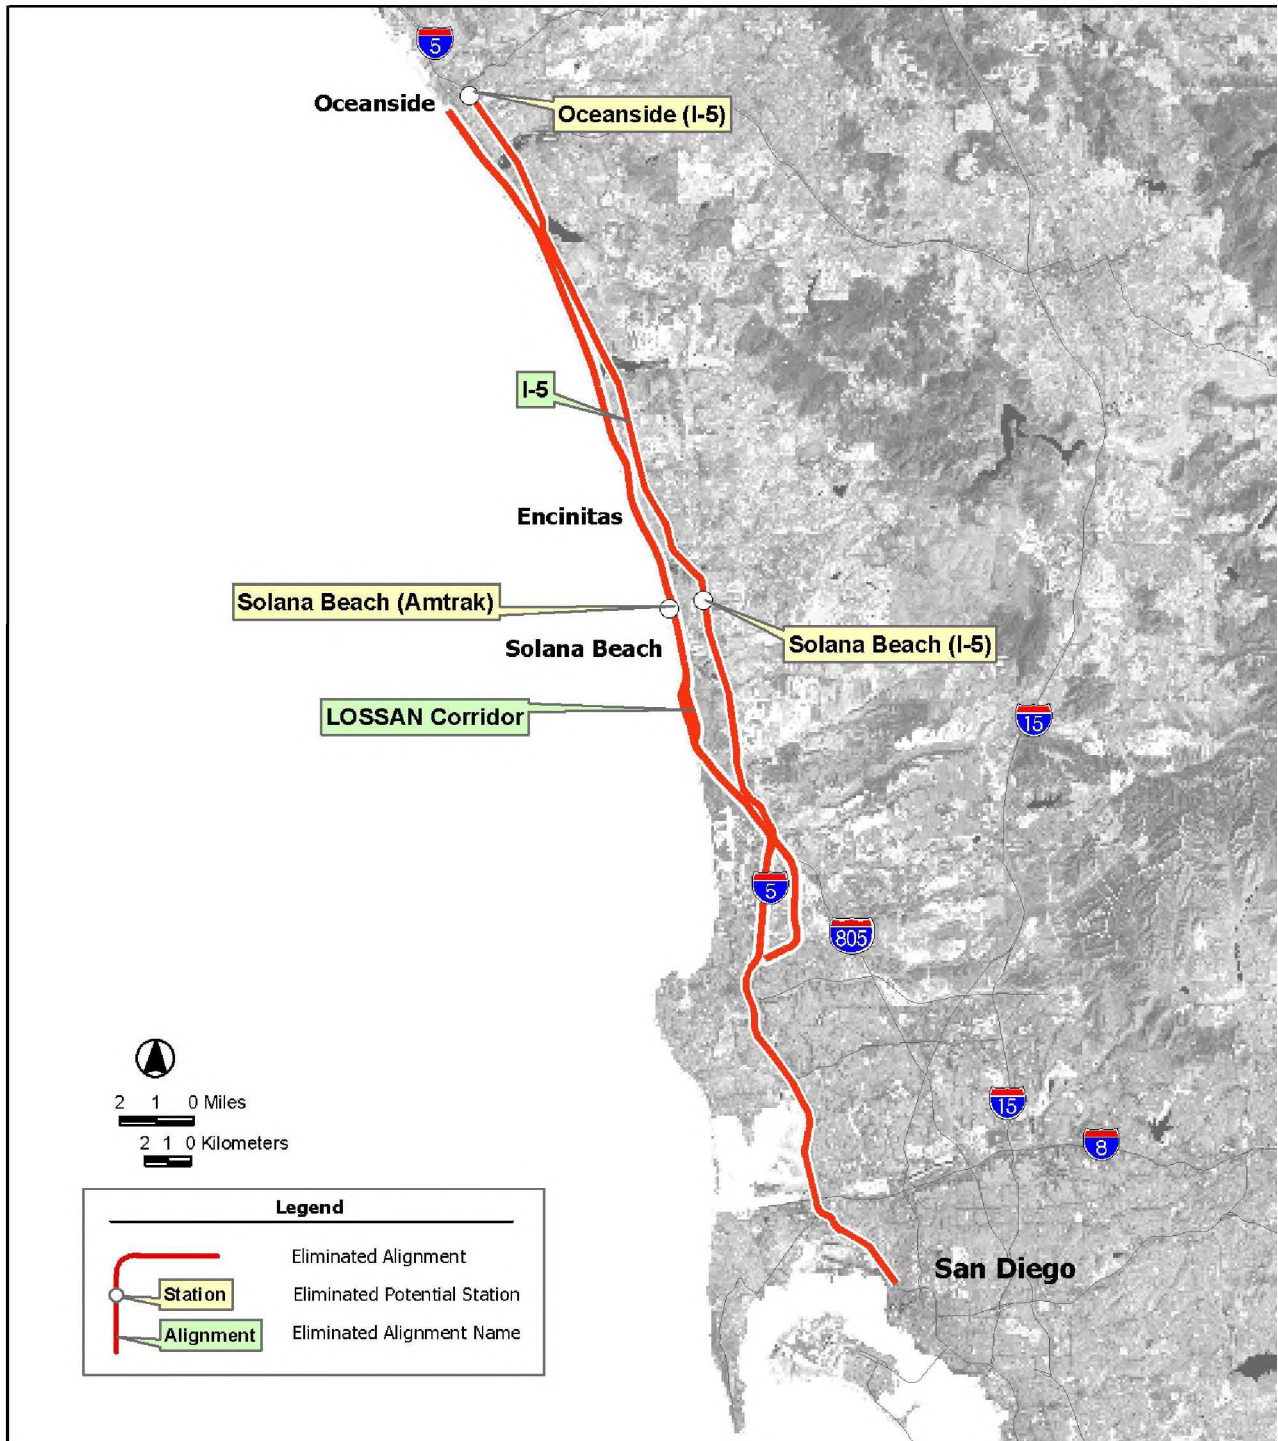 5
Oceanside
Oceanside (I-5)
I-5
Encinitas
Solana Beach (Amtrak)
Solana Beach (I-5)
Solana Beach
LOSSAN Corridor
15
5
805
2 1 0 Miles
2 1 0 Kilometers
15
8
Legend
Eliminated Alignment
Station
Eliminated Potential Station
Alignment
Eliminated Alignment Name
San Diego